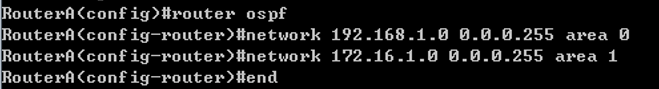 RouterA(config)#router ospf
RouterA(config-router)#network 192.168.1.0 0.0.0.255 area 0
RouterA(config-router)#network 172.16.1.0 0.0.0.255 area 1
RouterA(config-router)#end